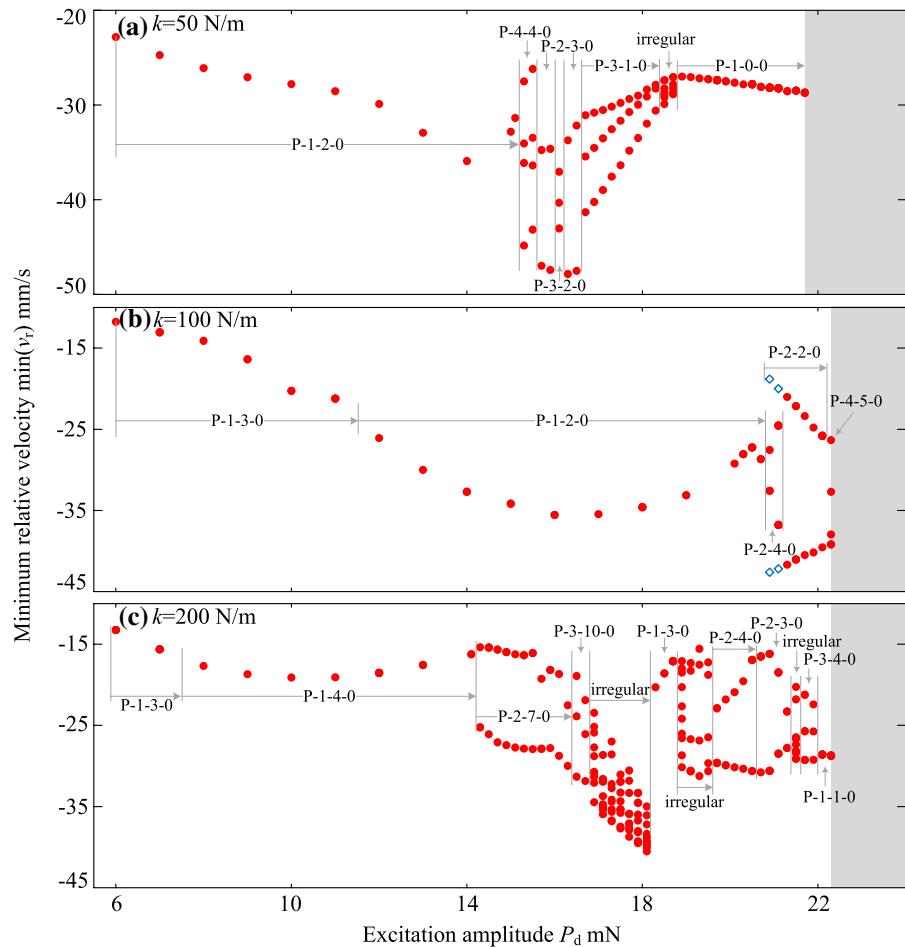 (a) k=50 N/m
-20
-30
-40
-50
P-1-2-0
P-4-4-0
P-2-3-0
P-3-2-0
P-3-1-0
irregular
P-1-0-0
Minimum relative velocity min(vr) mm/s
(b) k=100 N/m
-15
-25
-35
-45
P-1-3-0
P-1-2-0
P-2-2-0
P-4-5-0
P-2-4-0
(c) k=200 N/m
-15
-25
-35
-45
P-1-3-0
P-1-4-0
P-2-7-0
P-3-10-0
irregular
P-1-3-0
irregular
P-2-4-0
P-2-3-0
irregular
P-3-4-0
P-1-1-0
6
10
14
18
22
Excitation amplitude Pd mN